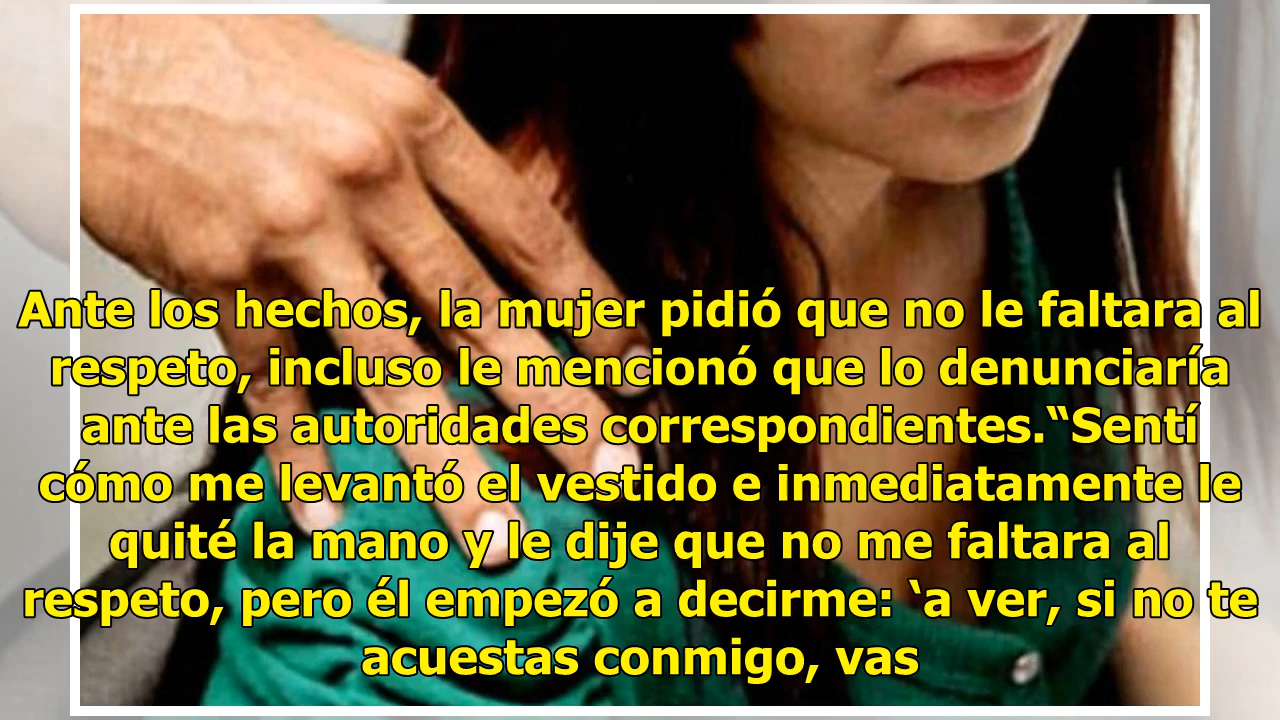 Ante los hechos, la mujer pidió que no le faltara al
respeto, incluso le mencionó que lo denunciaría
ante las autoridades correspondientes.“Sentí
cómo me levantó el vestido e inmediatamente le
quité la mano y le dije que no me faltara al
respeto, pero él empezó a decirme: ‘a ver, si no te
acuestas conmigo, vas